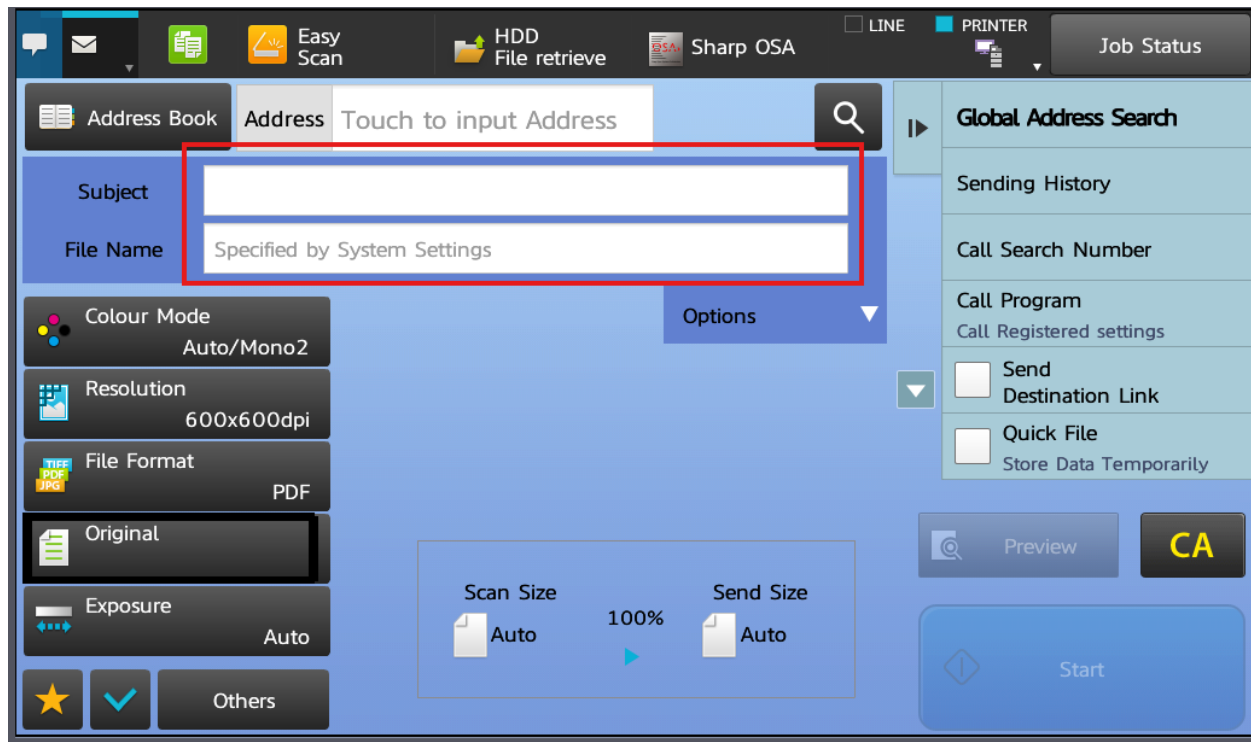 Easy
Scan
HDD
File retrieve
OSA
Sharp OSA
LINE
PRINTER
Job Status
Address Book
Address
Touch to input Address
Global Address Search
Subject
Sending History
File Name
Specified by System Settings
Call Search Number
Options
Call Program
Call Registered settings
Colour Mode
Auto/Mono2
Send
Destination Link
Resolution
600x600dpi
Quick File
Store Data Temporarily
TIFF
PDF
JPG
File Format
PDF
Original
Preview
CA
Exposure
Auto
Scan Size
Auto
100%
Send Size
Auto
Start
Others